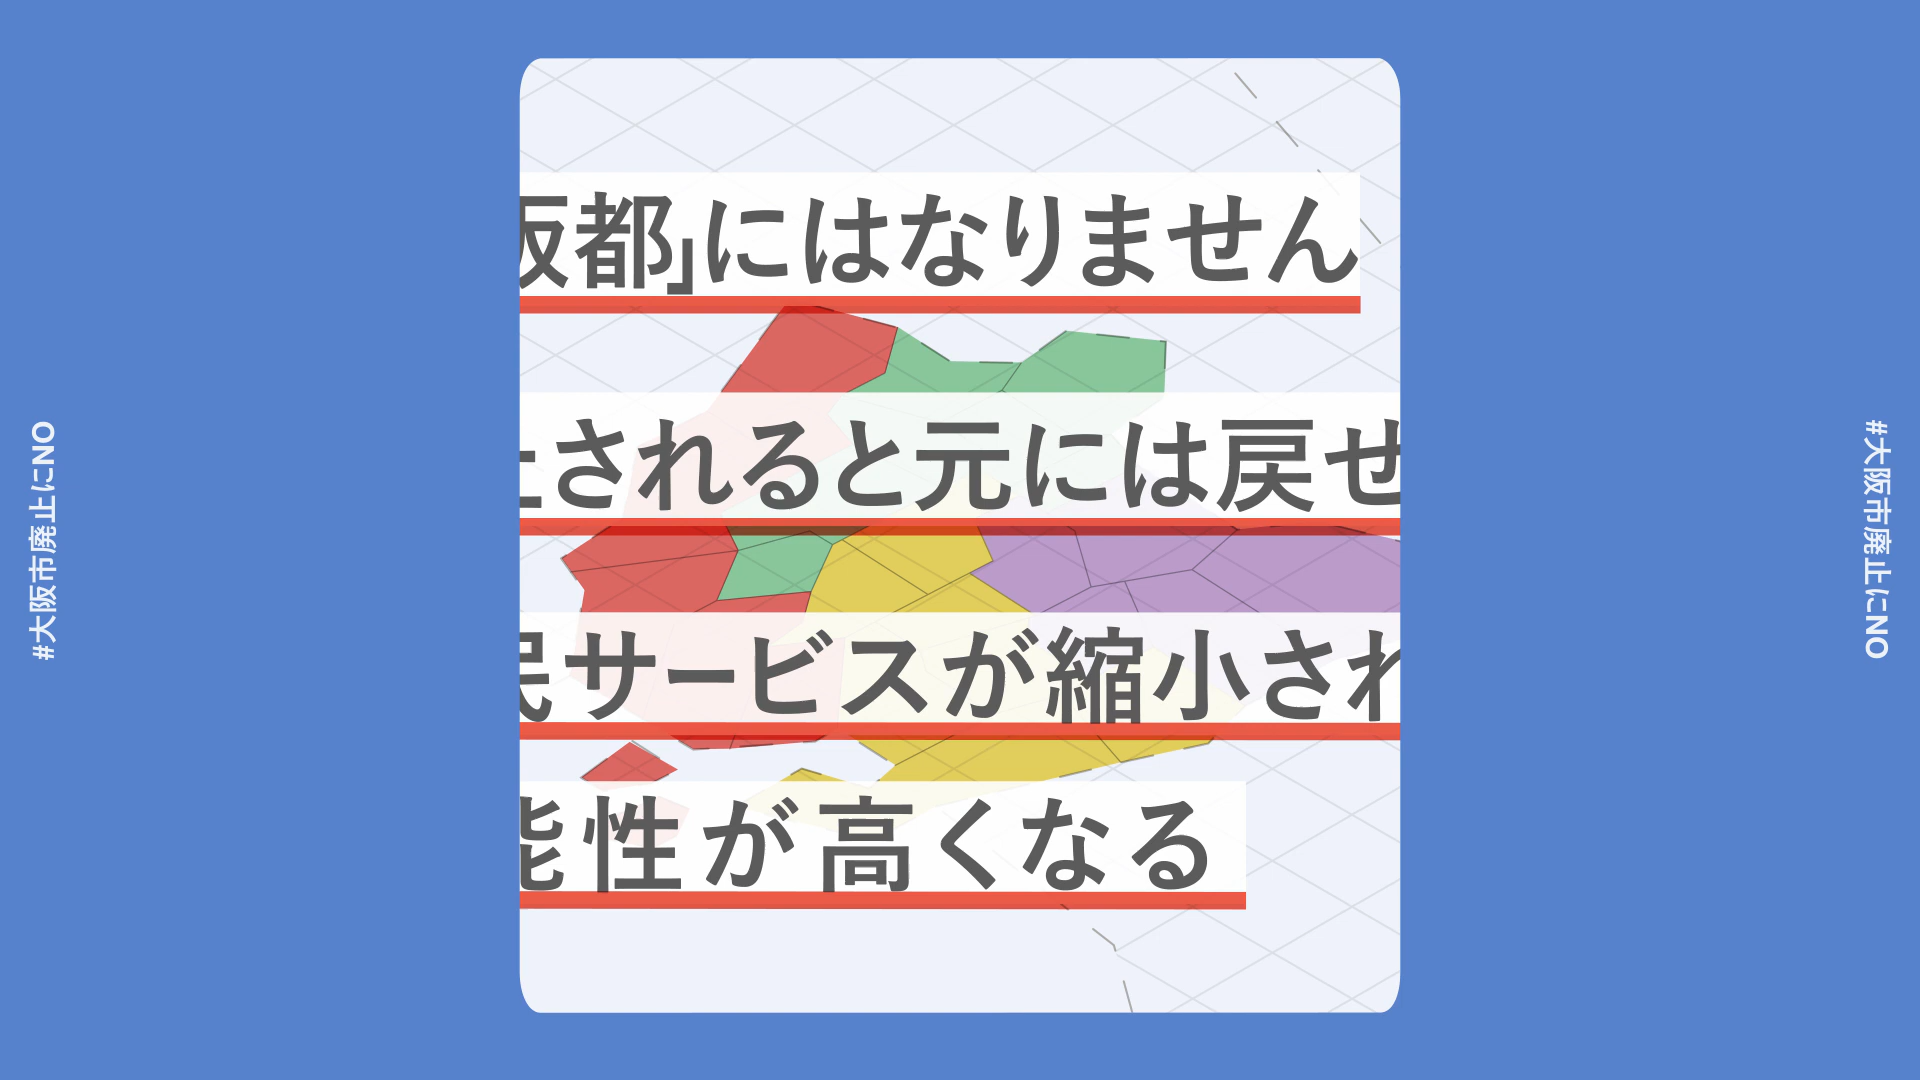 阪都」にはなりません
されると元には戻せ
民サービスが縮小され
能性が高くなる
#大阪市廃止にNO
#大阪市廃止にNO